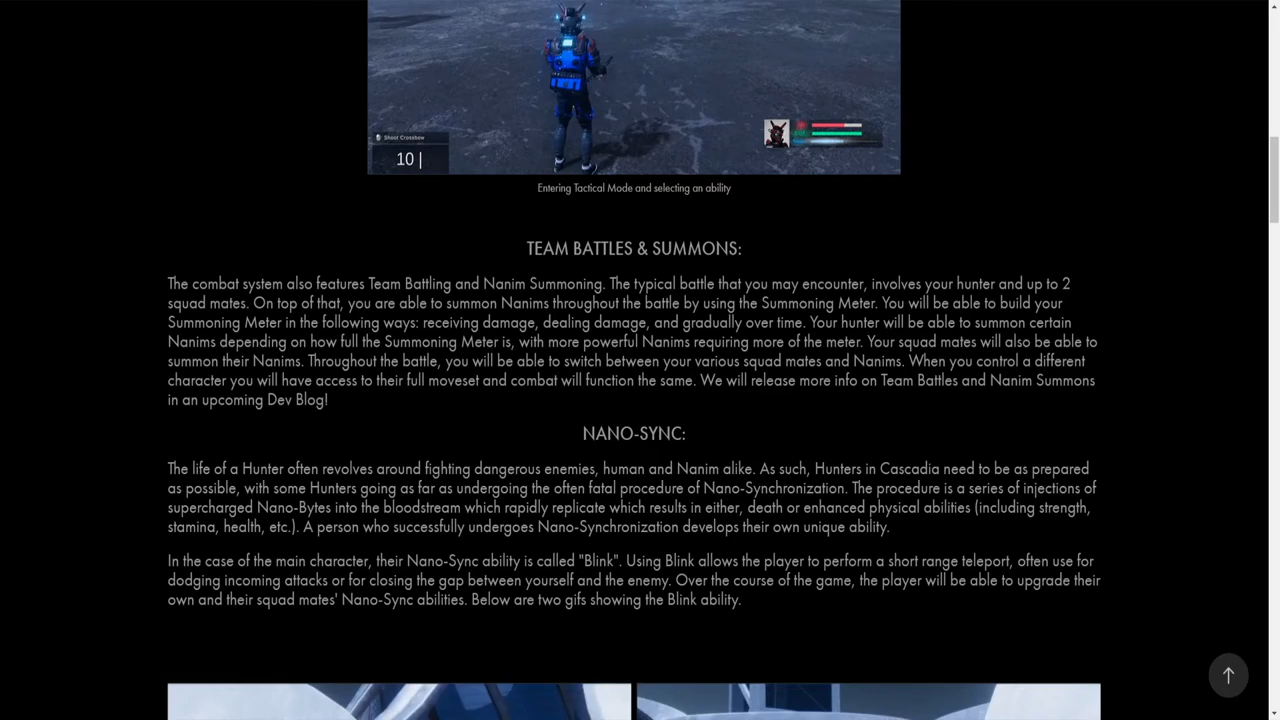 Shoot Crossbow
10 |
Entering Tactical Mode and selecting an ability
TEAM BATTLES & SUMMONS:
The combat system also features Team Battling and Nanim Summoning. The typical battle that you may encounter, involves your hunter and up to 2
squad mates. On top of that, you are able to summon Nanims throughout the battle by using the Summoning Meter. You will be able to build your
Summoning Meter in the following ways: receiving damage, dealing damage, and gradually over time. Your hunter will be able to summon certain
Nanims depending on how full the Summoning Meter is, with more powerful Nanims requiring more of the meter. Your squad mates will also be able to
summon their Nanims. Throughout the battle, you will be able to switch between your various squad mates and Nanims. When you control a different
character you will have access to their full moveset and combat will function the same. We will release more info on Team Battles and Nanim Summons
in an upcoming Dev Blog!
NANO-SYNC:
The life of a Hunter often revolves around fighting dangerous enemies, human and Nanim alike. As such, Hunters in Cascadia need to be as prepared
as possible, with some Hunters going as far as undergoing the often fatal procedure of Nano-Synchronization. The procedure is a series of injections of
supercharged Nano-Bytes into the bloodstream which rapidly replicate which results in either, death or enhanced physical abilities (including strength,
stamina, health, etc.). A person who successfully undergoes Nano-Synchronization develops their own unique ability.
In the case of the main character, their Nano-Sync ability is called "Blink". Using Blink allows the player to perform a short range teleport, often use for
dodging incoming attacks or for closing the gap between yourself and the enemy. Over the course of the game, the player will be able to upgrade their
own and their squad mates' Nano-Sync abilities. Below are two gifs showing the Blink ability.